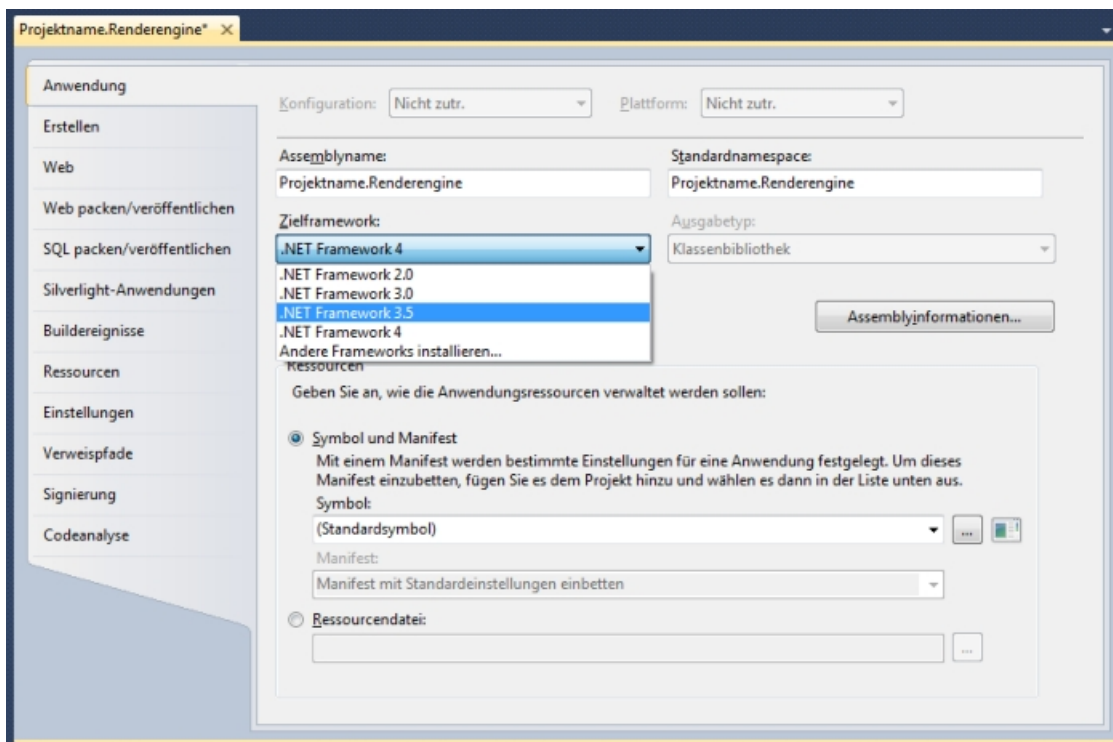 Projektname.Renderengine*
Anwendung
Erstellen
Web
Web packen/veröffentlichen
SQL packen/veröffentlichen
Silverlight-Anwendungen
Buildereignisse
Ressourcen
Einstellungen
Verweispfade
Signierung
Codeanalyse
Konfiguration: Nicht zutr. Plattform: Nicht zutr.
Assemblyname: Standardnamespace:
Projektname.Renderengine Projektname.Renderengine
Zielframework: Ausgabetyp:
.NET Framework 4 Klassenbibliothek
.NET Framework 2.0
.NET Framework 3.0
.NET Framework 3.5
.NET Framework 4
Andere Frameworks installieren...
Assemblyinformationen...
Ressourcen
Geben Sie an, wie die Anwendungsressourcen verwaltet werden sollen:
Symbol und Manifest
Mit einem Manifest werden bestimmte Einstellungen für eine Anwendung festgelegt. Um dieses
Manifest einzubetten, fügen Sie es dem Projekt hinzu und wählen es dann in der Liste unten aus.
Symbol:
(Standardsymbol) ...
Manifest:
Manifest mit Standardeinstellungen einbetten
Ressourcendatei:
...